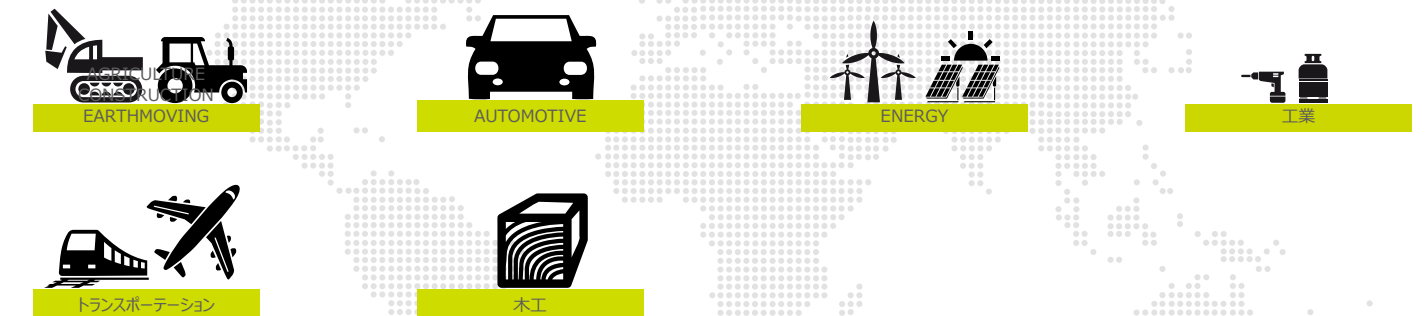 AGRICULTURE
CONSTRUCTION
EARTHMOVING
AUTOMOTIVE
ENERGY
工業
トランスポーテーション
木工